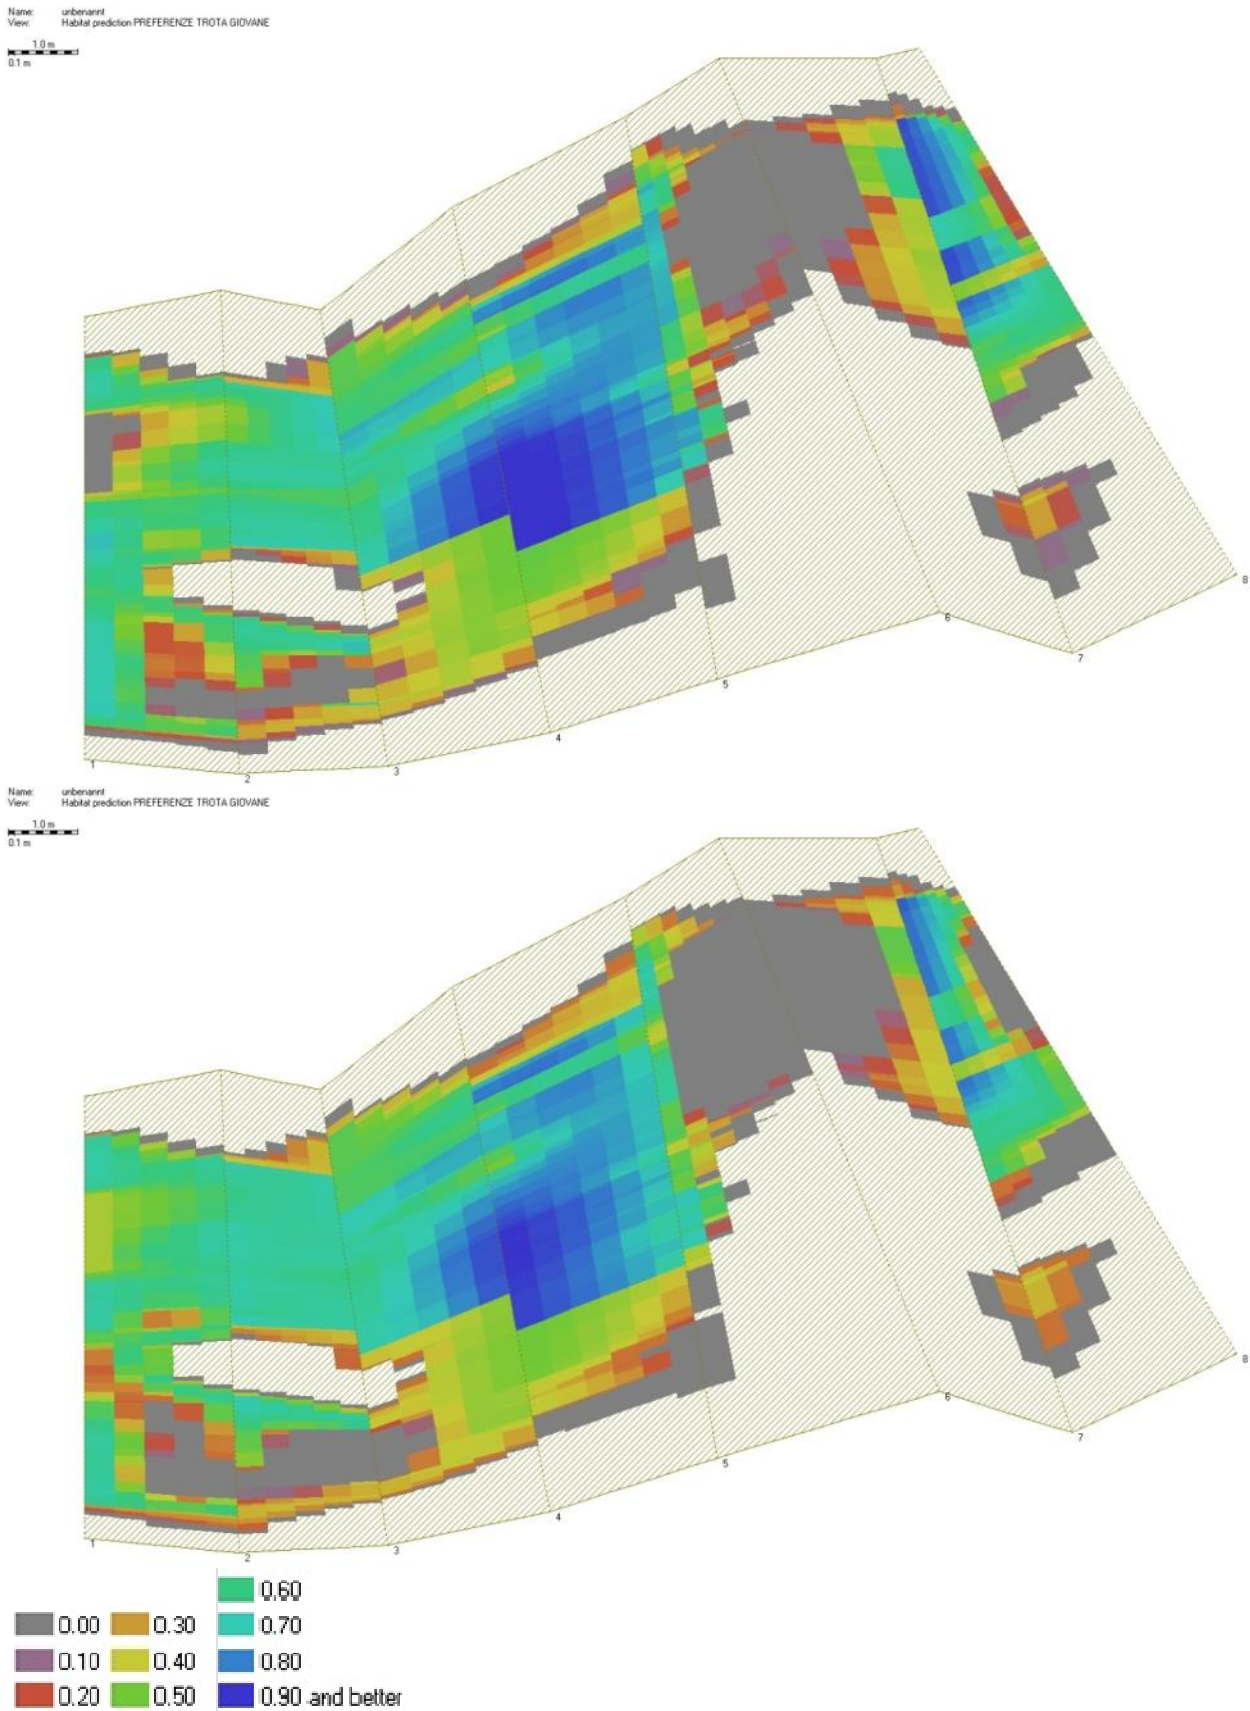 Name: unbenannt
View: Habitat prediction PREFERENZE TROTA GIOVANE
1.0 m
0.1 m
8
6
7
5
4
3
1
2
Name: unbenannt
View: Habitat prediction PREFERENZE TROTA GIOVANE
1.0 m
0.1 m
8
6
7
5
4
3
1
2
0.60
0.00 0.30 0.70
0.10 0.40 0.80
0.20 0.50 0.90 and better